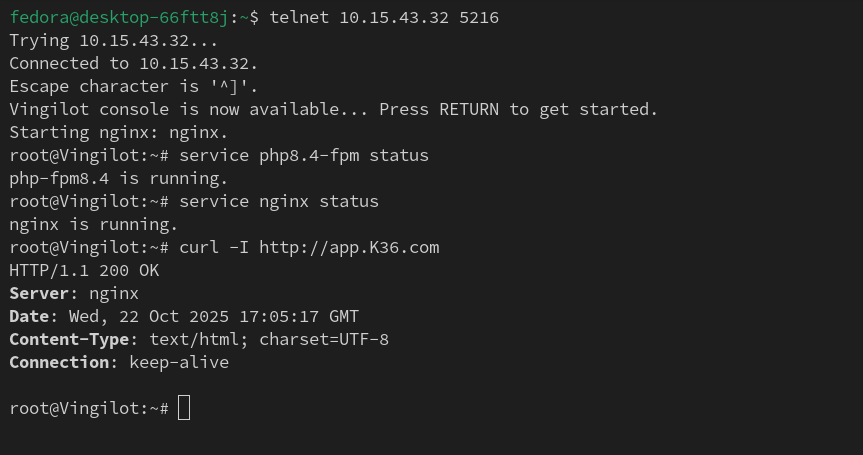 fedora@desktop-66ftt8j:~$ telnet 10.15.43.32 5216
Trying 10.15.43.32...
Connected to 10.15.43.32.
Escape character is '^]'.
Vingilot console is now available... Press RETURN to get started.
Starting nginx: nginx.
root@Vingilot:~# service php8.4-fpm status
php-fpm8.4 is running.
root@Vingilot:~# service nginx status
nginx is running.
root@Vingilot:~# curl -I http://app.K36.com
HTTP/1.1 200 OK
Server: nginx
Date: Wed, 22 Oct 2025 17:05:17 GMT
Content-Type: text/html; charset=UTF-8
Connection: keep-alive
root@Vingilot:~#